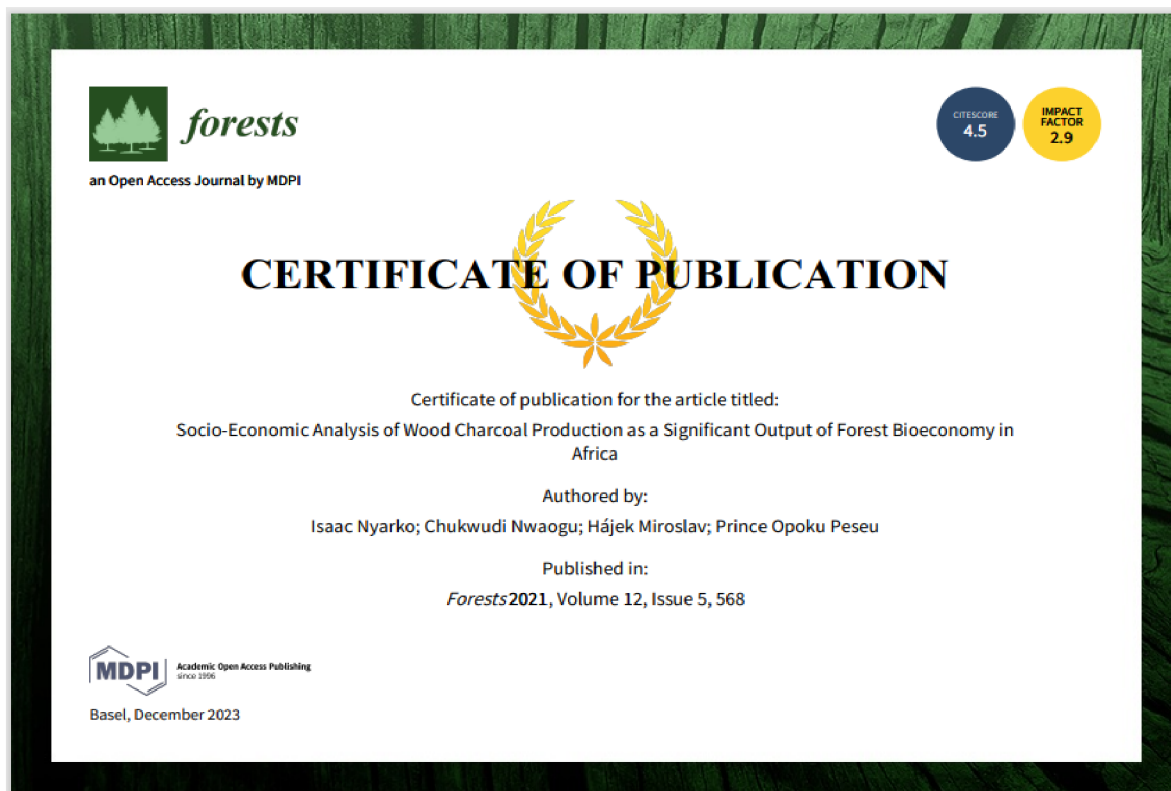 forests
an Open Access Journal by MDPI
CITESCORE
4.5
IMPACT
FACTOR
2.9
CERTIFICATE OF PUBLICATION
Certificate of publication for the article titled:
Socio-Economic Analysis of Wood Charcoal Production as a Significant Output of Forest Bioeconomy in
Africa
Authored by:
Isaac Nyarko; Chukwudi Nwaogu; Hájek Miroslav; Prince Opoku Peseu
Published in:
Forests 2021, Volume 12, Issue 5, 568
MDPI
Academic Open Access Publishing
since 1996
Basel, December 2023